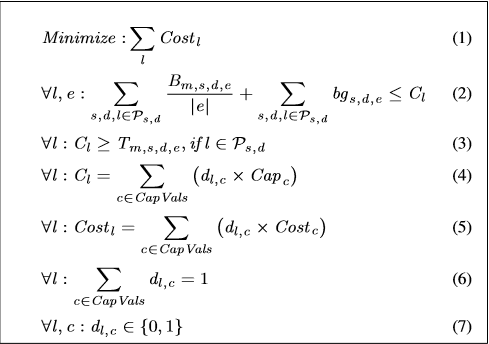 Minimize : ∑_l Cost_l (1)
∀l, e : ∑_{s,d,l∈𝒫_{s,d}} B_{m,s,d,e} / |e| + ∑_{s,d,l∈𝒫_{s,d}} bg_{s,d,e} ≤ C_l (2)
∀l : C_l ≥ T_{m,s,d,e}, if l ∈ 𝒫_{s,d} (3)
∀l : C_l = ∑_{c∈CapVals} (d_{l,c} × Cap_c) (4)
∀l : Cost_l = ∑_{c∈CapVals} (d_{l,c} × Cost_c) (5)
∀l : ∑_{c∈CapVals} d_{l,c} = 1 (6)
∀l, c : d_{l,c} ∈ {0, 1} (7)